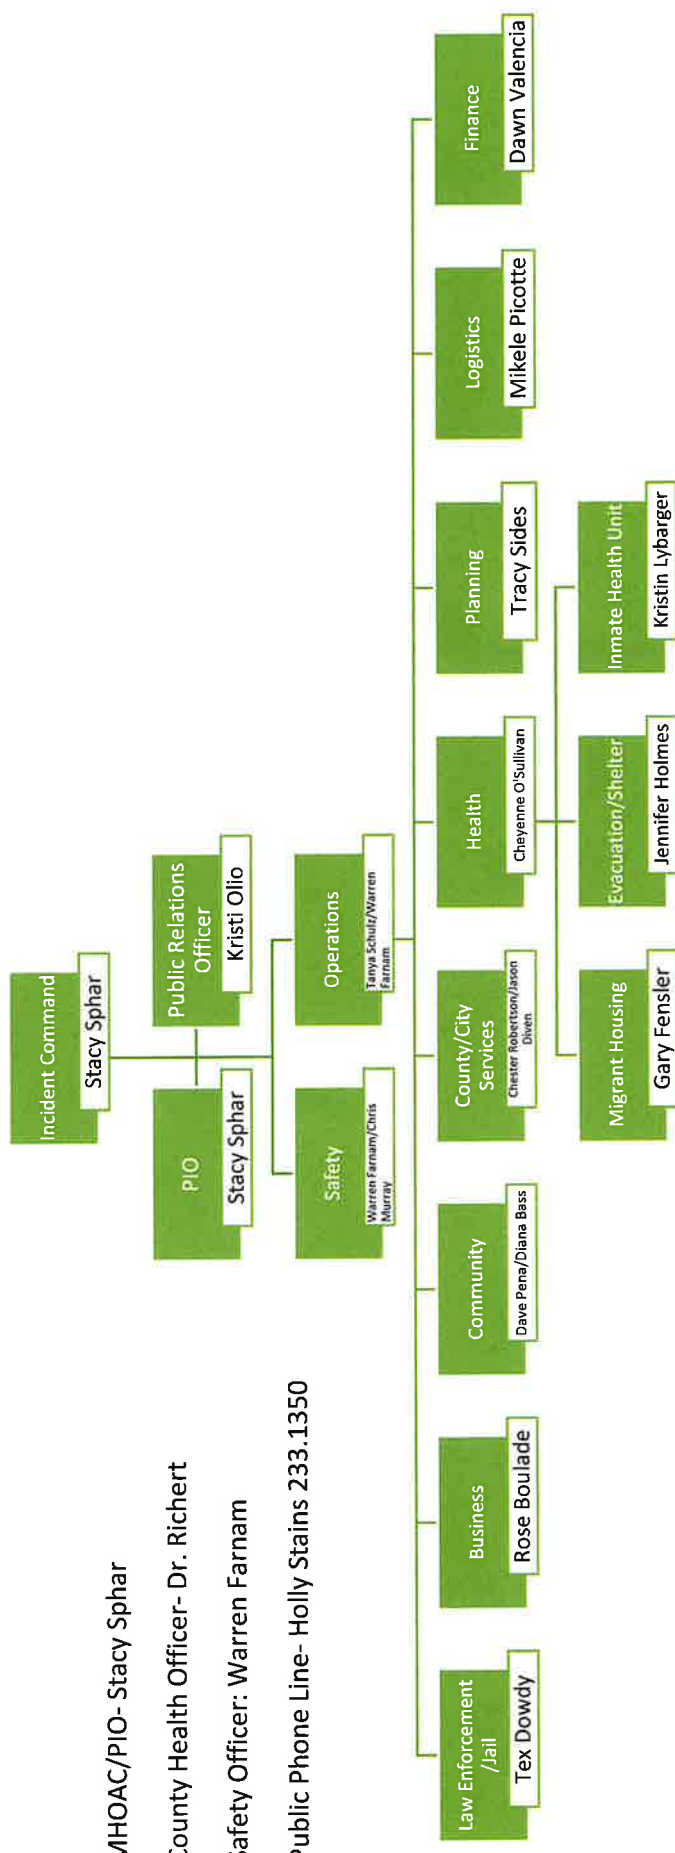 Incident Command
Stacy Sphar
PIO
Stacy Sphar
Public Relations
Officer
Kristi Olio
Safety
Warren Farnam/Chris
Murray
Operations
Tanya Schulz/Warren
Farnam
MHOAC/PIO- Stacy Sphar
County Health Officer- Dr. Richert
Safety Officer: Warren Farnam
Public Phone Line- Holly Stains 233.1350
Law Enforcement
/Jail
Tex Dowdy
Business
Rose Boulade
Community
Dave Pena/Diana Bass
County/City
Services
Chester Robertson/Jason
Diven
Health
Cheyenne O'Sullivan
Planning
Tracy Sides
Logistics
Mikele Picotte
Finance
Dawn Valencia
Migrant Housing
Gary Fensler
Evacuation/Shelter
Jennifer Holmes
Inmate Health Unit
Kristin Lybarger